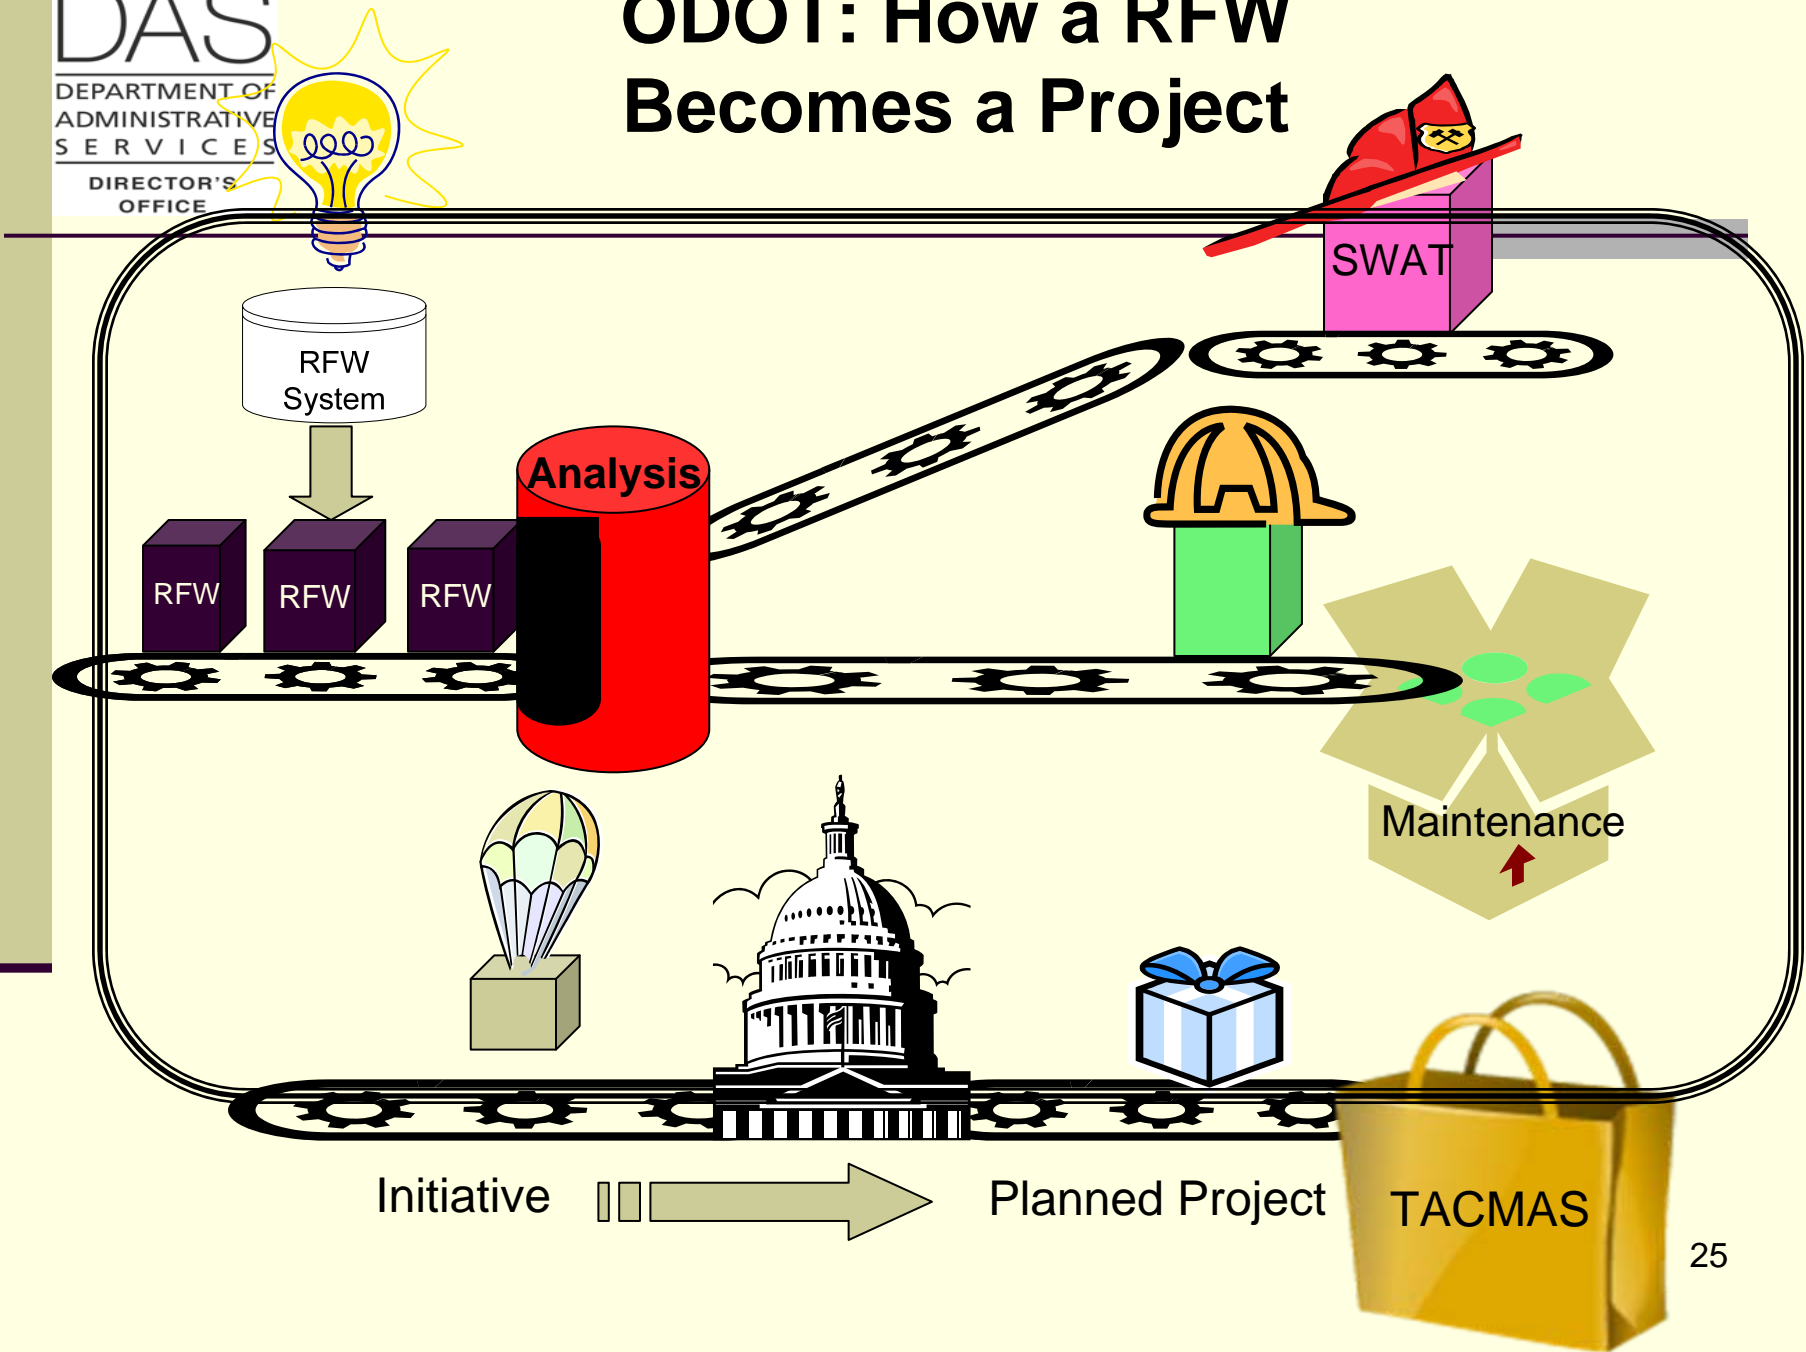 DAS
DEPARTMENT OF
ADMINISTRATIVE
SERVICES
DIRECTOR'S
OFFICE
ODOT: How a RFW
Becomes a Project
SWAT
RFW
System
Analysis
RFW
RFW
RFW
Maintenance
Initiative
Planned Project
TACMAS
25